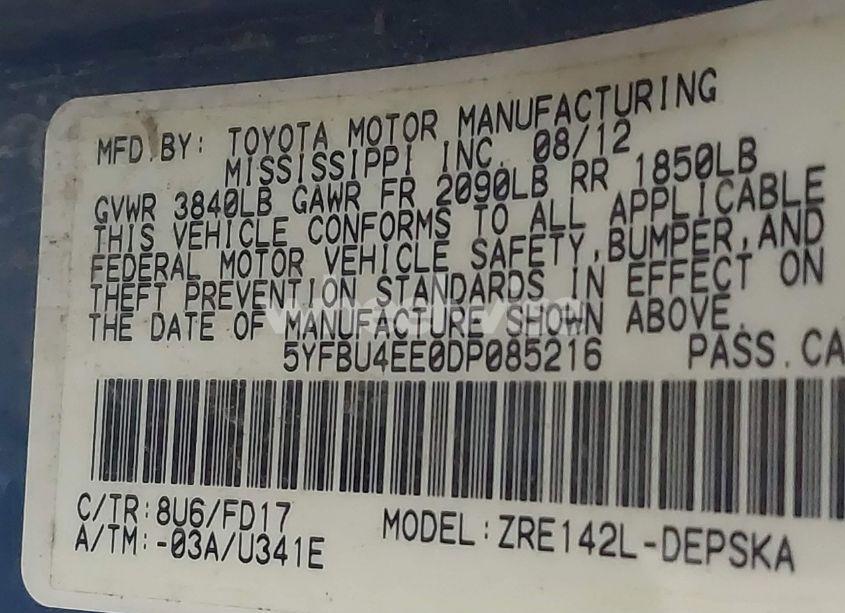 MFD.BY: TOYOTA MOTOR MANUFACTURING
MISSISSIPPI INC. 08/12
GVWR 3840LB GAWR FR 2090LB RR 1850LB
THIS VEHICLE CONFORMS TO ALL APPLICABLE
FEDERAL MOTOR VEHICLE SAFETY, BUMPER, AND
THEFT PREVENTION STANDARDS IN EFFECT ON
THE DATE OF MANUFACTURE SHOWN ABOVE.
5YFBU4EE0DP085216 PASS.CA
C/TR:8U6/FD17
A/TM:-03A/U341E
MODEL:ZRE142L-DEPSKA